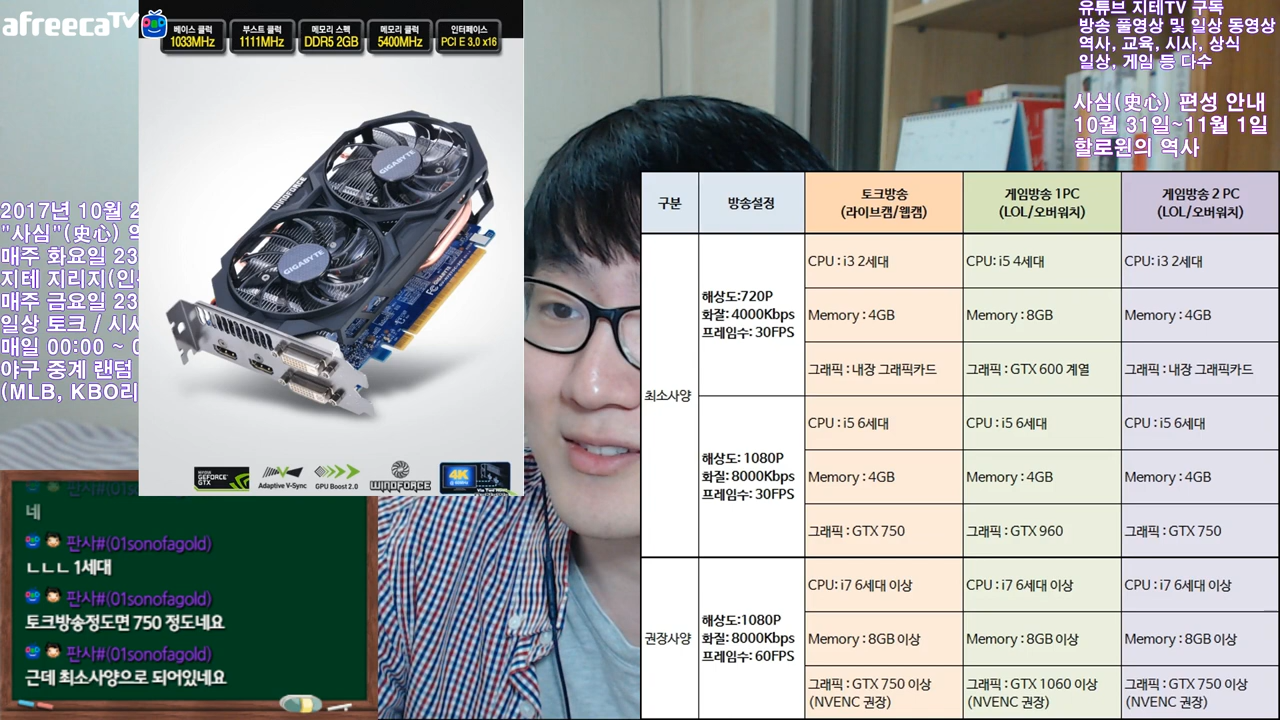 afreecaTV
베이스 클럭
1033MHz
부스트 클럭
1111MHz
메모리 스펙
DDR5 2GB
메모리 클럭
5400MHz
인터페이스
PCI E 3.0 x16
유튜브 지테TV 구독
방송 풀영상 및 일상 동영상
역사, 교육, 시사, 상식
일상, 게임 등 다수
사심(史心) 편성 안내
10월 31일~11월 1일
할로윈의 역사
2017년 10월 2
"사심"(史心) 역
매주 화요일 23
지테 지리지(인
매주 금요일 23
일상 토크 / 시사
매일 00:00 ~ 0
야구 중계 랜덤
(MLB, KBO리
GIGABYTE
WINDFORCE
GIGABYTE
GEFORCE
GTX
Adaptive V-Sync
GPU Boost 2.0
WINDFORCE
4K
구분 방송설정 토크방송 게임방송 1PC 게임방송 2 PC
(라이브캠/웹캠) (LOL/오버워치) (LOL/오버워치)
최소사양
해상도:720P
화질: 4000Kbps
프레임수: 30FPS
CPU : i3 2세대 CPU: i5 4세대 CPU: i3 2세대
Memory : 4GB Memory : 8GB Memory : 4GB
그래픽 : 내장 그래픽카드 그래픽 : GTX 600 계열 그래픽 : 내장 그래픽카드
해상도: 1080P
화질: 8000Kbps
프레임수: 30FPS
CPU : i5 6세대 CPU : i5 6세대 CPU : i5 6세대
Memory : 4GB Memory : 4GB Memory : 4GB
그래픽 : GTX 750 그래픽 : GTX 960 그래픽 : GTX 750
권장사양
해상도:1080P
화질: 8000Kbps
프레임수: 60FPS
CPU: i7 6세대 이상 CPU : i7 6세대 이상 CPU : i7 6세대 이상
Memory : 8GB 이상 Memory : 8GB 이상 Memory : 8GB 이상
그래픽 : GTX 750 이상 그래픽 : GTX 1060 이상 그래픽 : GTX 750 이상
(NVENC 권장) (NVENC 권장) (NVENC 권장)
판사#(01sonofagold)
네
판사#(01sonofagold)
ㄴㄴㄴ 1세대
판사#(01sonofagold)
토크방송정도면 750 정도네요
판사#(01sonofagold)
근데 최소사양으로 되어있네요